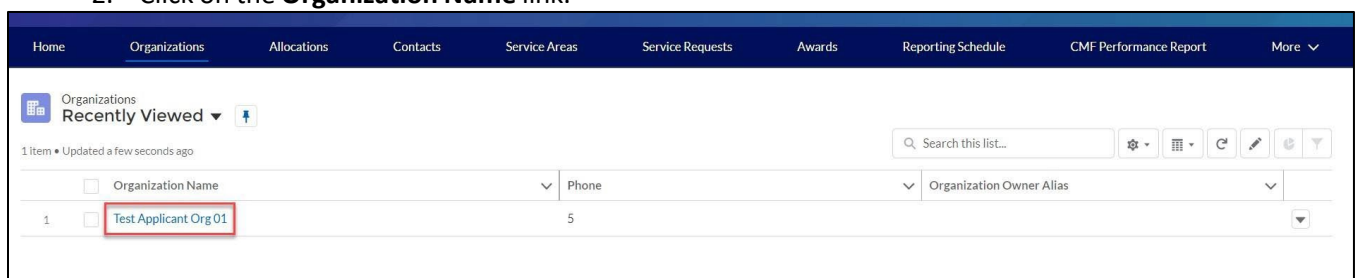 2. Click on the Organization Name link.
Home Organizations Allocations Contacts Service Areas Service Requests Awards Reporting Schedule CMF Performance Report More
Organizations
Recently Viewed
1 item • Updated a few seconds ago
Search this list...
Organization Name Phone Organization Owner Alias
1 Test Applicant Org 01 5